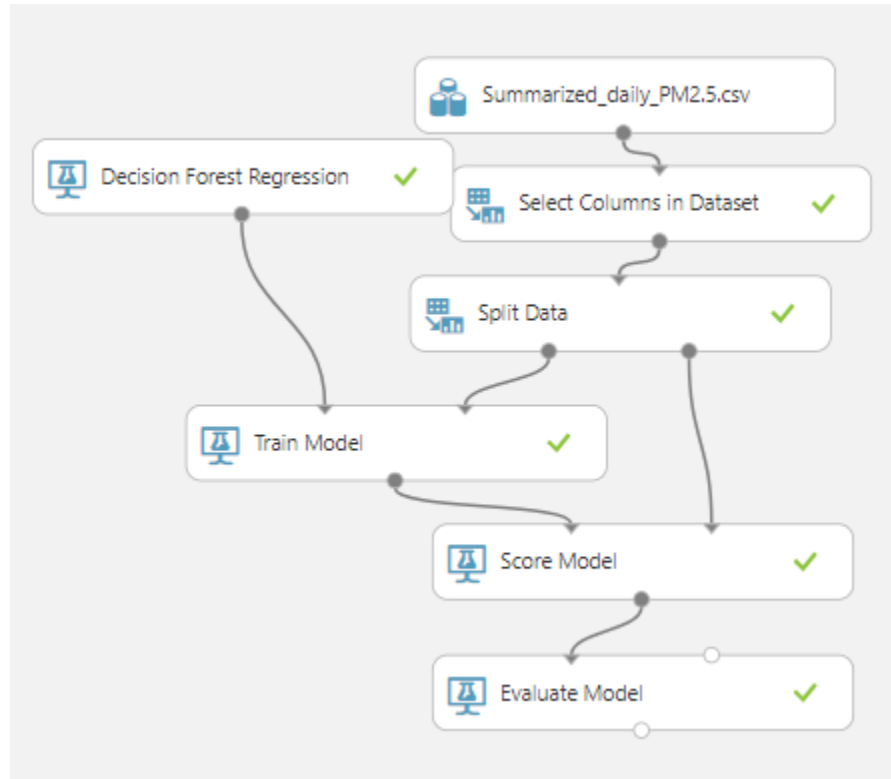 Summarized_daily_PM2.5.csv
Decision Forest Regression
Select Columns in Dataset
Split Data
Train Model
Score Model
Evaluate Model